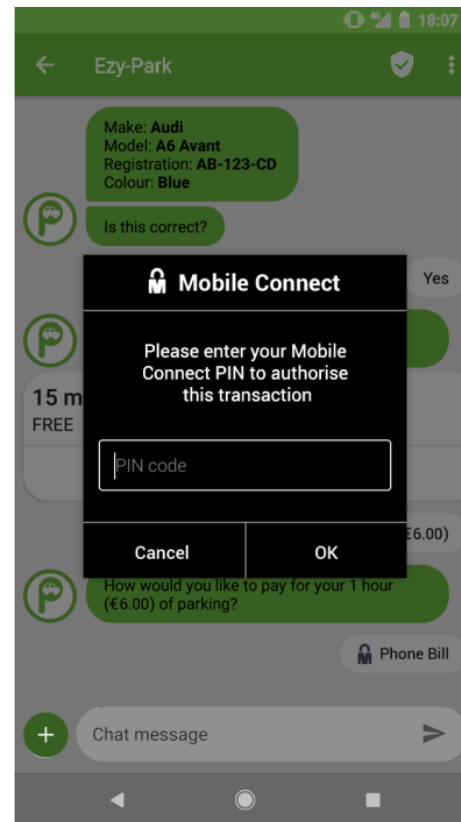 4G 18:07
Ezy-Park
Make: Audi
Model: A6 Avant
Registration: AB-123-CD
Colour: Blue
Is this correct?
Yes
Mobile Connect
Please enter your Mobile
Connect PIN to authorise
this transaction
15 m
FREE
PIN code
€6.00)
Cancel OK
How would you like to pay for your 1 hour
(€6.00) of parking?
Phone Bill
Chat message